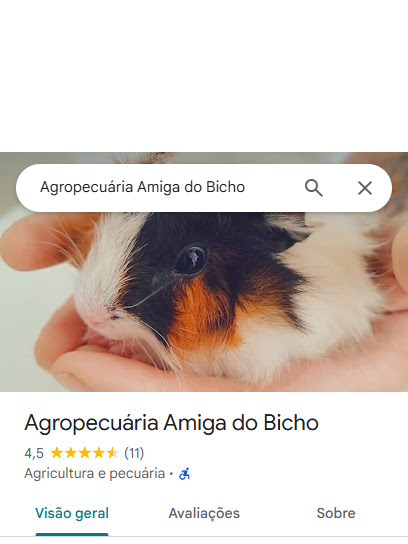 Agropecuária Amiga do Bicho
Agropecuária Amiga do Bicho
4,5 (11)
Agricultura e pecuária ·
Visão geral Avaliações Sobre